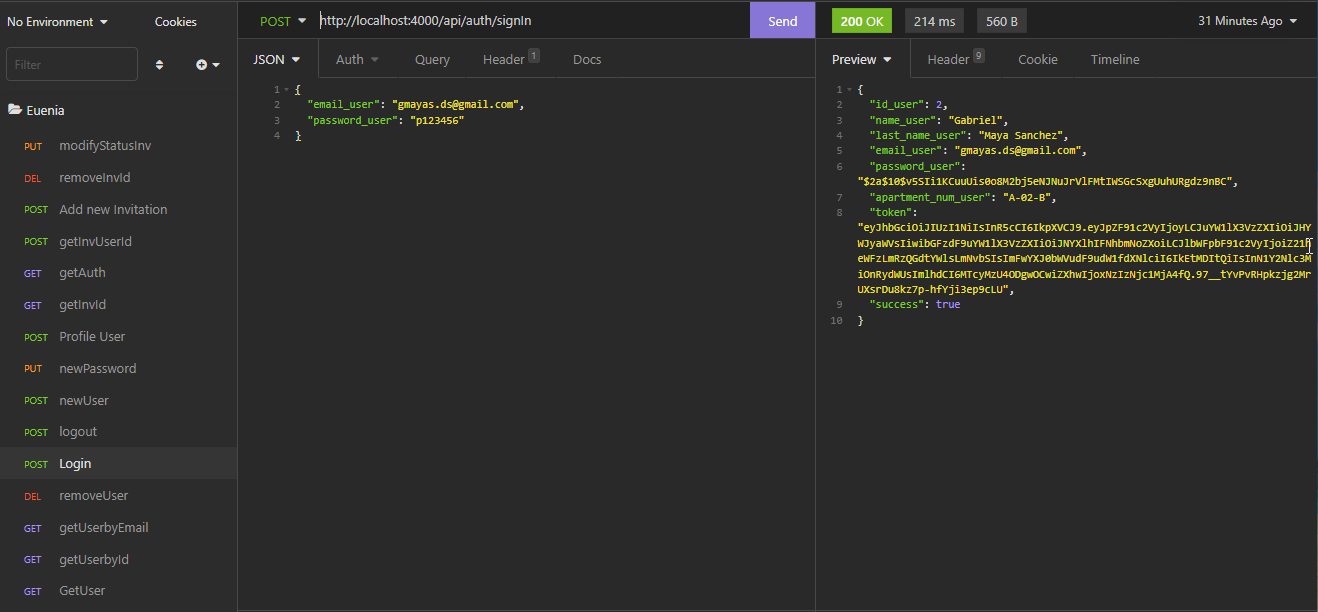 No Environment
Cookies
POST
http://localhost:4000/api/auth/signIn
Send
200 OK
214 ms
560 B
31 Minutes Ago
Filter
JSON
Auth
Query
Header 1
Docs
Preview
Header 9
Cookie
Timeline
Euenia
PUT modifyStatusInv
DEL removeInvId
POST Add new Invitation
POST getInvUserId
GET getAuth
GET getInvId
POST Profile User
PUT newPassword
POST newUser
POST logout
POST Login
DEL removeUser
GET getUserbyEmail
GET getUserbyId
GET GetUser
1 {
2 "email_user": "gmayas.ds@gmail.com",
3 "password_user": "p123456"
4 }
1 {
2 "id_user": 2,
3 "name_user": "Gabriel",
4 "last_name_user": "Maya Sanchez",
5 "email_user": "gmayas.ds@gmail.com",
6 "password_user":
"$2a$10$v5SIi1KCuuUis0o8M2bj5eNJNuJrVlFMtIWSGcSxgUuhURgdz9nBC",
7 "apartment_num_user": "A-02-B",
8 "token":
9 "success": true
10 }